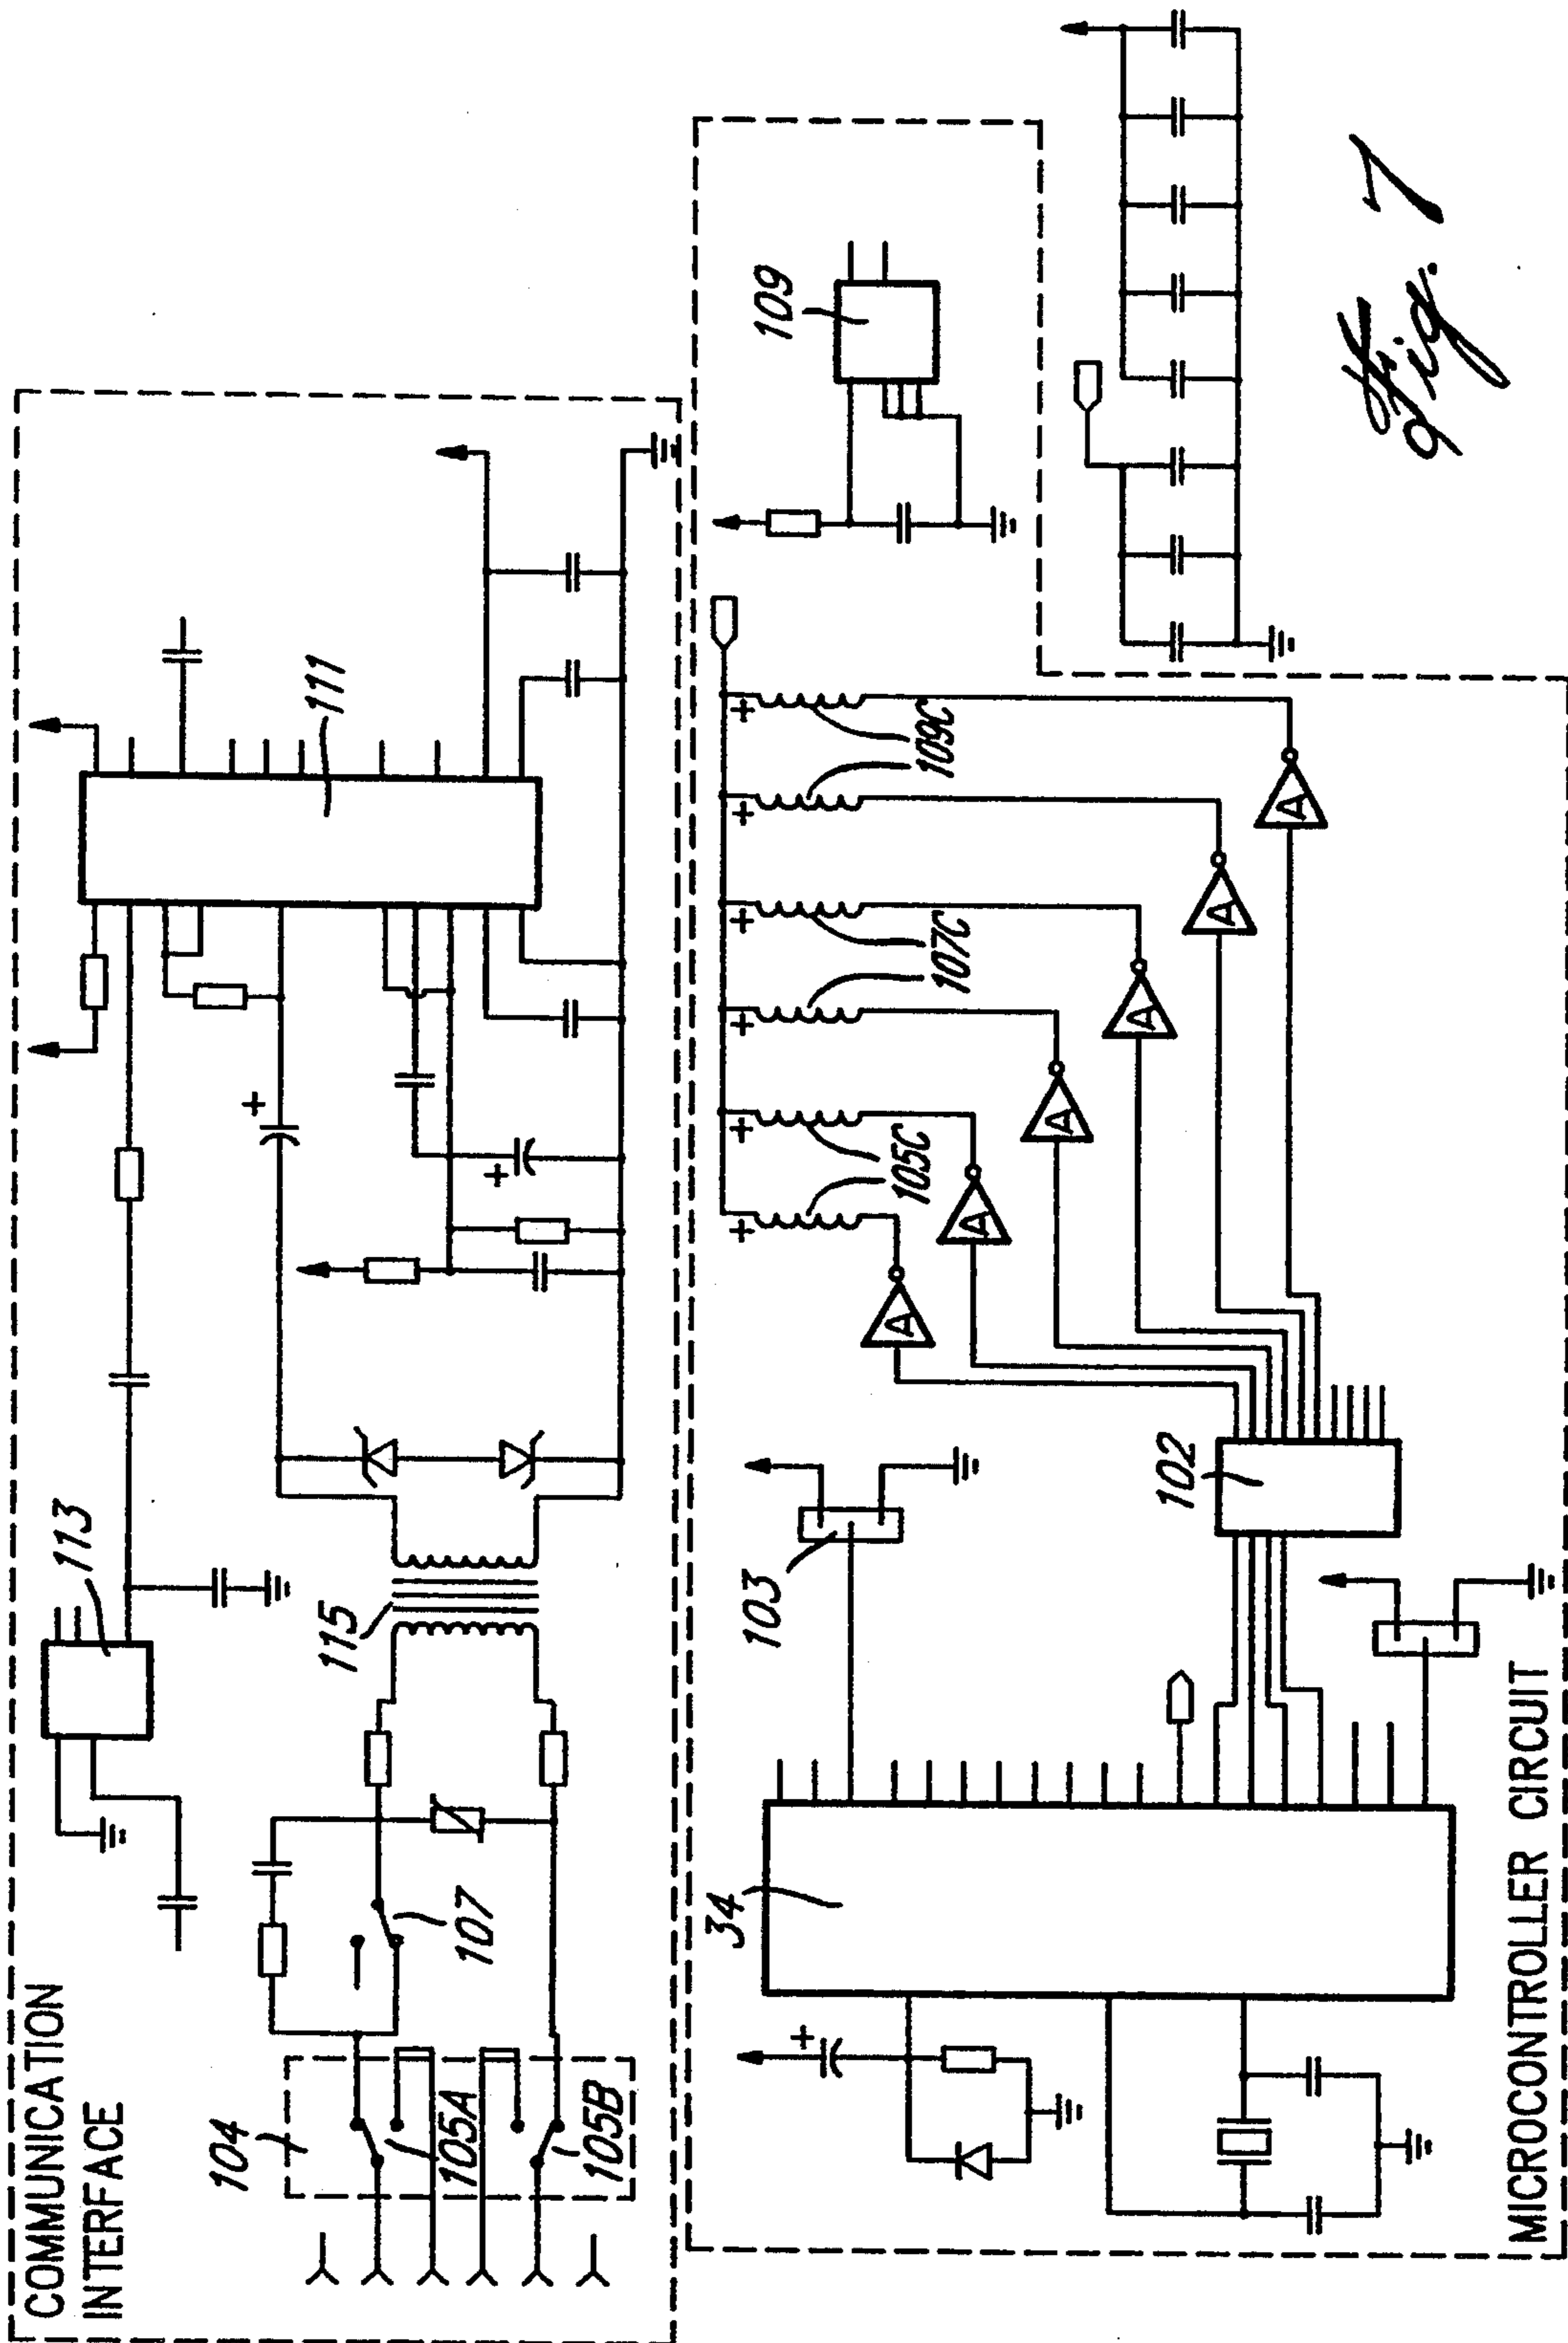 COMMUNICATION
INTERFACE
113
111
115
107
104
105A
105B
+
+
MICROCONTROLLER CIRCUIT
34
103
102
109
105C
107C
109C
+
+
+
+
+
+
+
A
A
A
A
A
A
Fig. 7